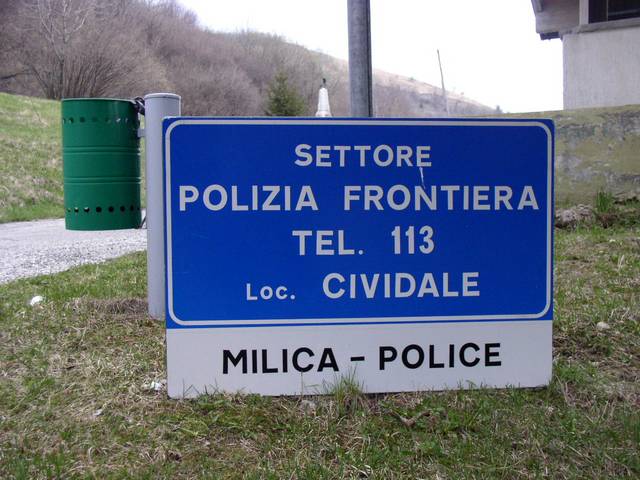 SETTORE
POLIZIA FRONTIERA
TEL. 113
Loc. CIVIDALE
MILICA - POLICE